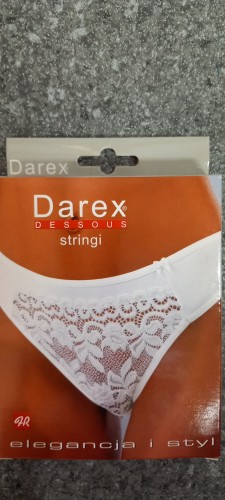 Darex
Darex®
DESSOUS
stringi
elegancja i styl